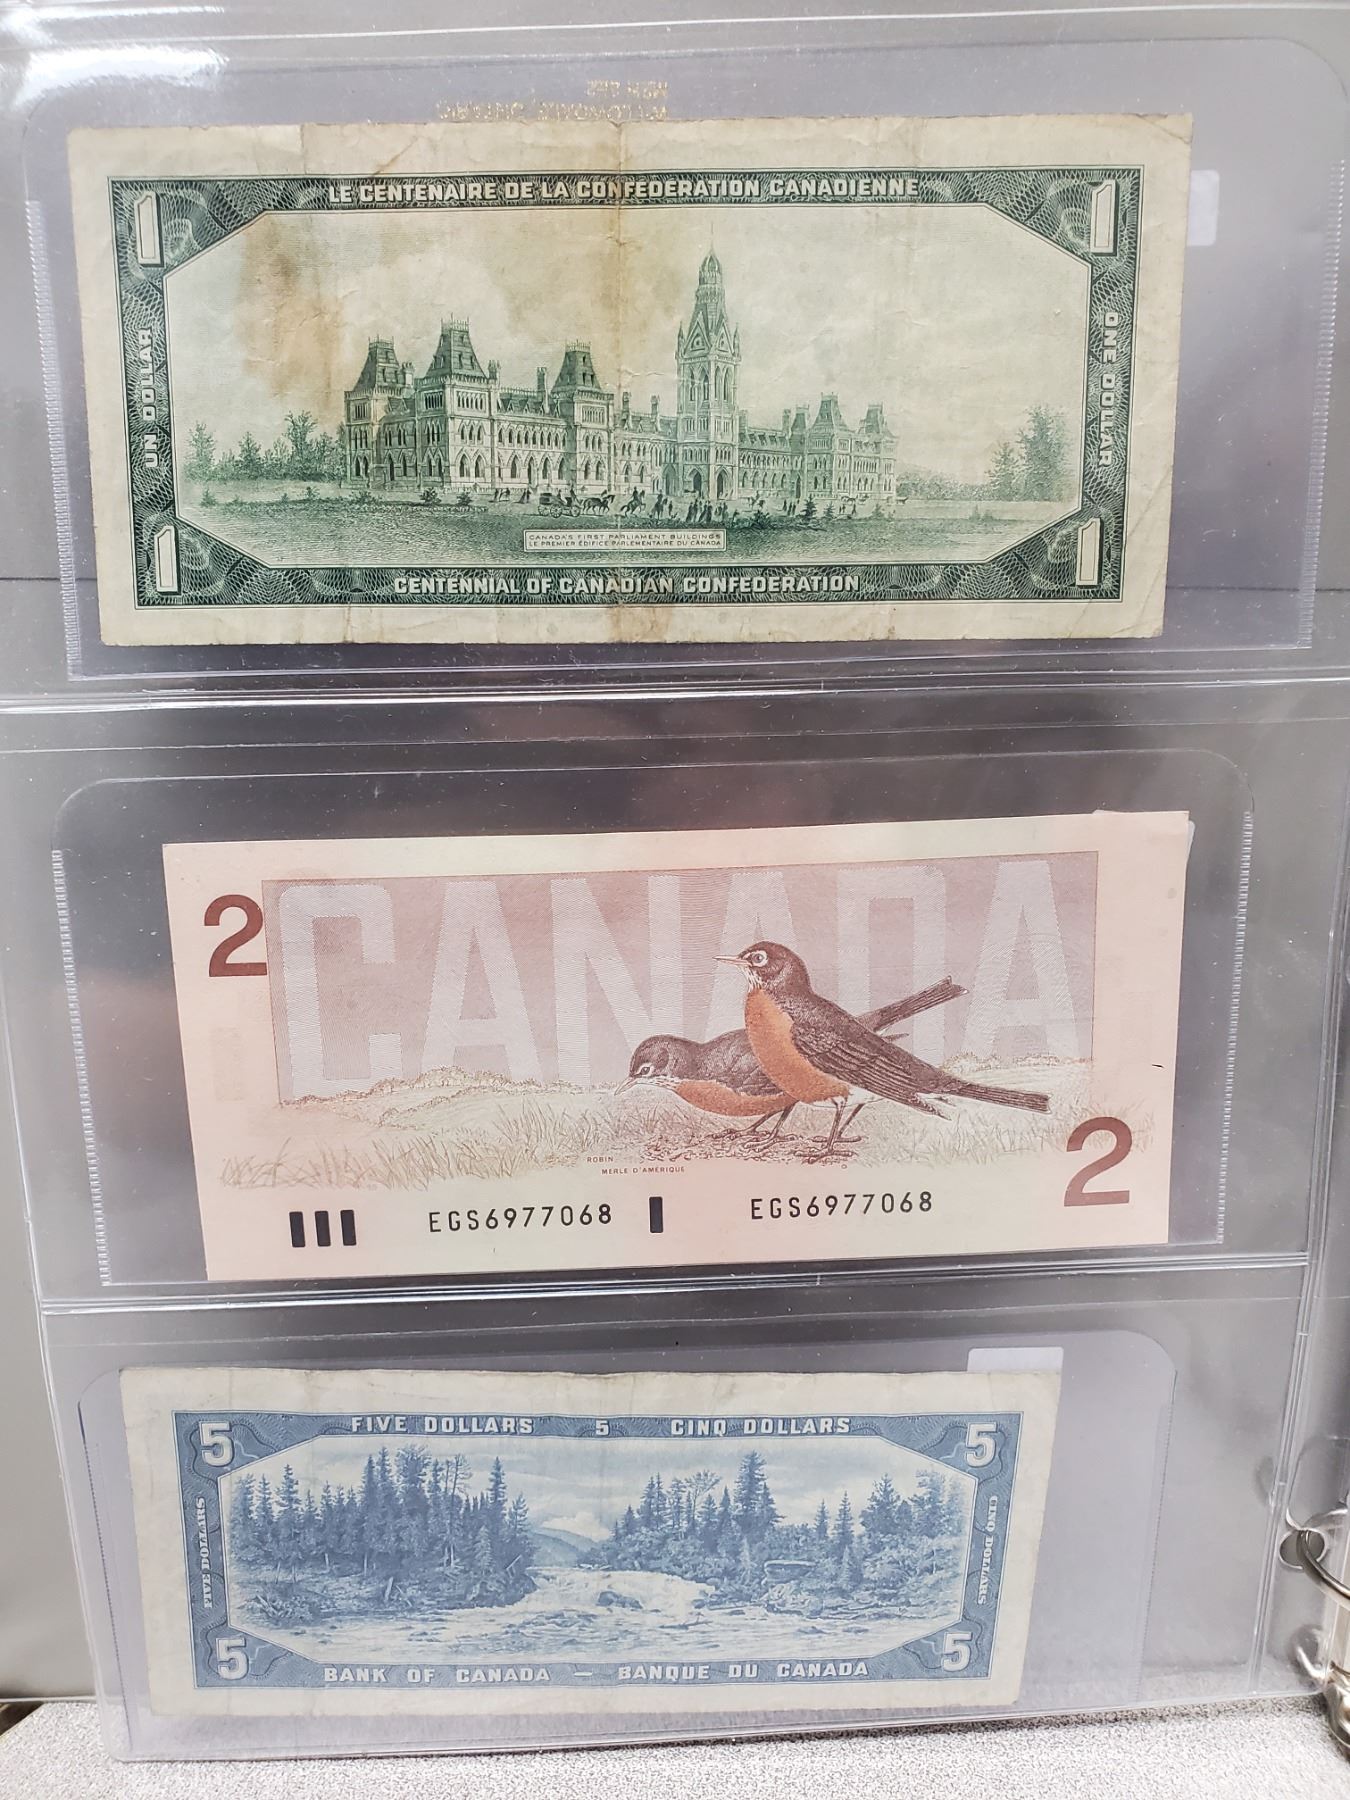 LE CENTENAIRE DE LA CONFÉDÉRATION CANADIENNE
1
1
UN DOLLAR
ONE DOLLAR
CANADA'S FIRST PARLIAMENT BUILDINGS
LE PREMIER ÉDIFICE PARLEMENTAIRE DU CANADA
1
1
CENTENNIAL OF CANADIAN CONFEDERATION
2
CANADA
ROBIN
MERLE D'AMÉRIQUE
2
EGS6977068
EGS6977068
5
FIVE DOLLARS 5 CINQ DOLLARS
5
FIVE DOLLARS
CINQ DOLLARS
5
BANK OF CANADA — BANQUE DU CANADA
5